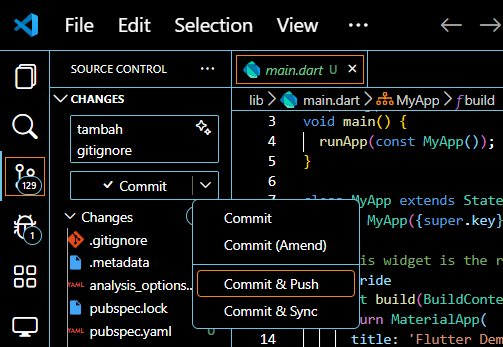 File Edit Selection View ···
SOURCE CONTROL ···
main.dart U ×
CHANGES
lib > main.dart > MyApp > build
tambah
gitignore
3 void main() {
4 runApp(const MyApp());
5 }
6
Commit
129
Changes
1
.gitignore
.metadata
analysis_options...
pubspec.lock
pubspec.yaml U
Commit
Commit (Amend)
Commit & Push
Commit & Sync
MyApp extends State
MyApp({super.key}
is widget is the r
ride
build(BuildConte
MaterialApp(
14 title: 'Flutter Dem